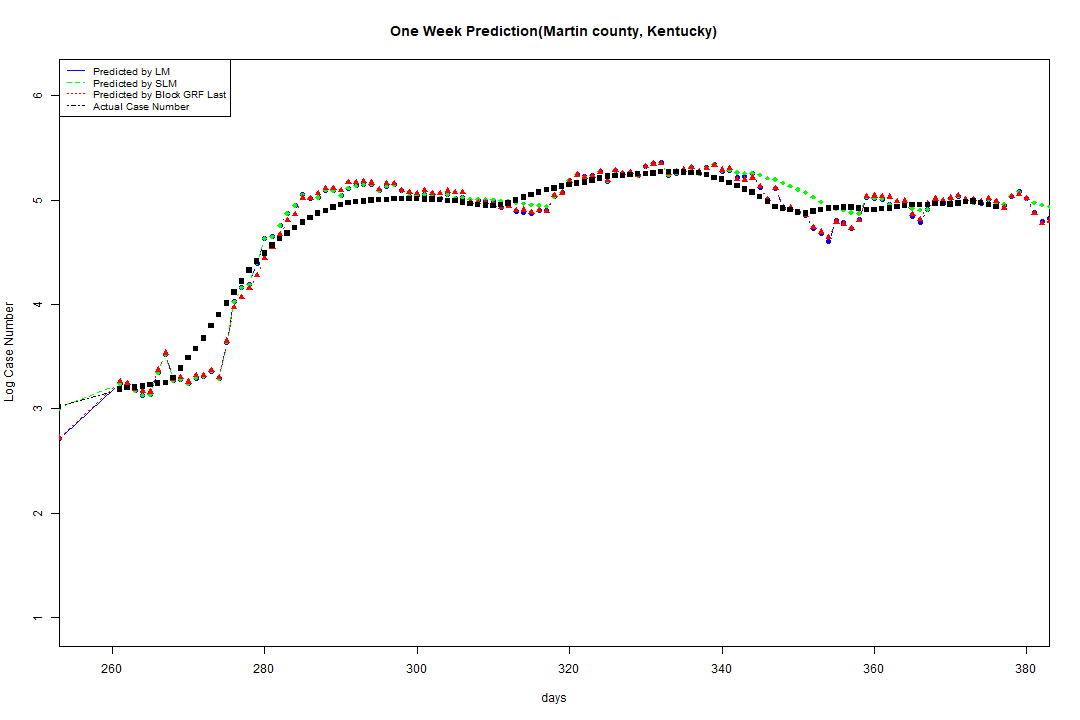 One Week Prediction(Martin county, Kentucky)
Predicted by LM
Predicted by SLM
Predicted by Block GRF Last
Actual Case Number
6
5
4
3
2
1
Log Case Number
260 280 300 320 340 360 380
days